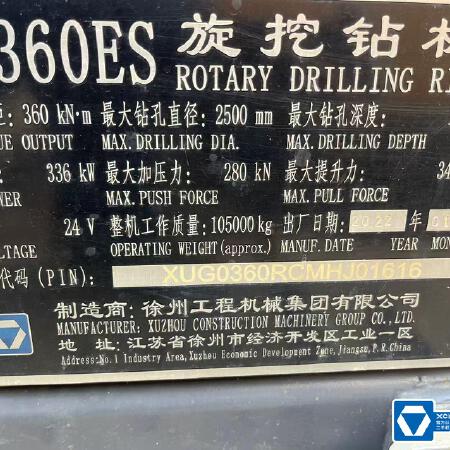 360ES 旋挖钻机
ROTARY DRILLING R
360 kN·m 最大钻孔直径: 2500 mm 最大钻孔深度:
OUTPUT MAX. DRILLING DIA. MAX. DRILLING DEPTH
336 kW 最大加压力: 280 kN 最大提升力: 34
MAX. PUSH FORCE MAX. PULL FORCE
24 V 整机工作质量: 105000 kg 出厂日期: 2022 年 01
OLTAGE OPERATING WEIGHT (approx.) MANUF. DATE YEAR MON
代码 (PIN): XUG0360RCMHJ01616
制造商: 徐州工程机械集团有限公司
MANUFACTURER: XUZHOU CONSTRUCTION MACHINERY GROUP CO., LTD.
地 址: 江苏省徐州市经济开发区工业一区
Address: No.1 Industry Area, Xuzhou Economic Development Zone, Jiangsu, P.R. China